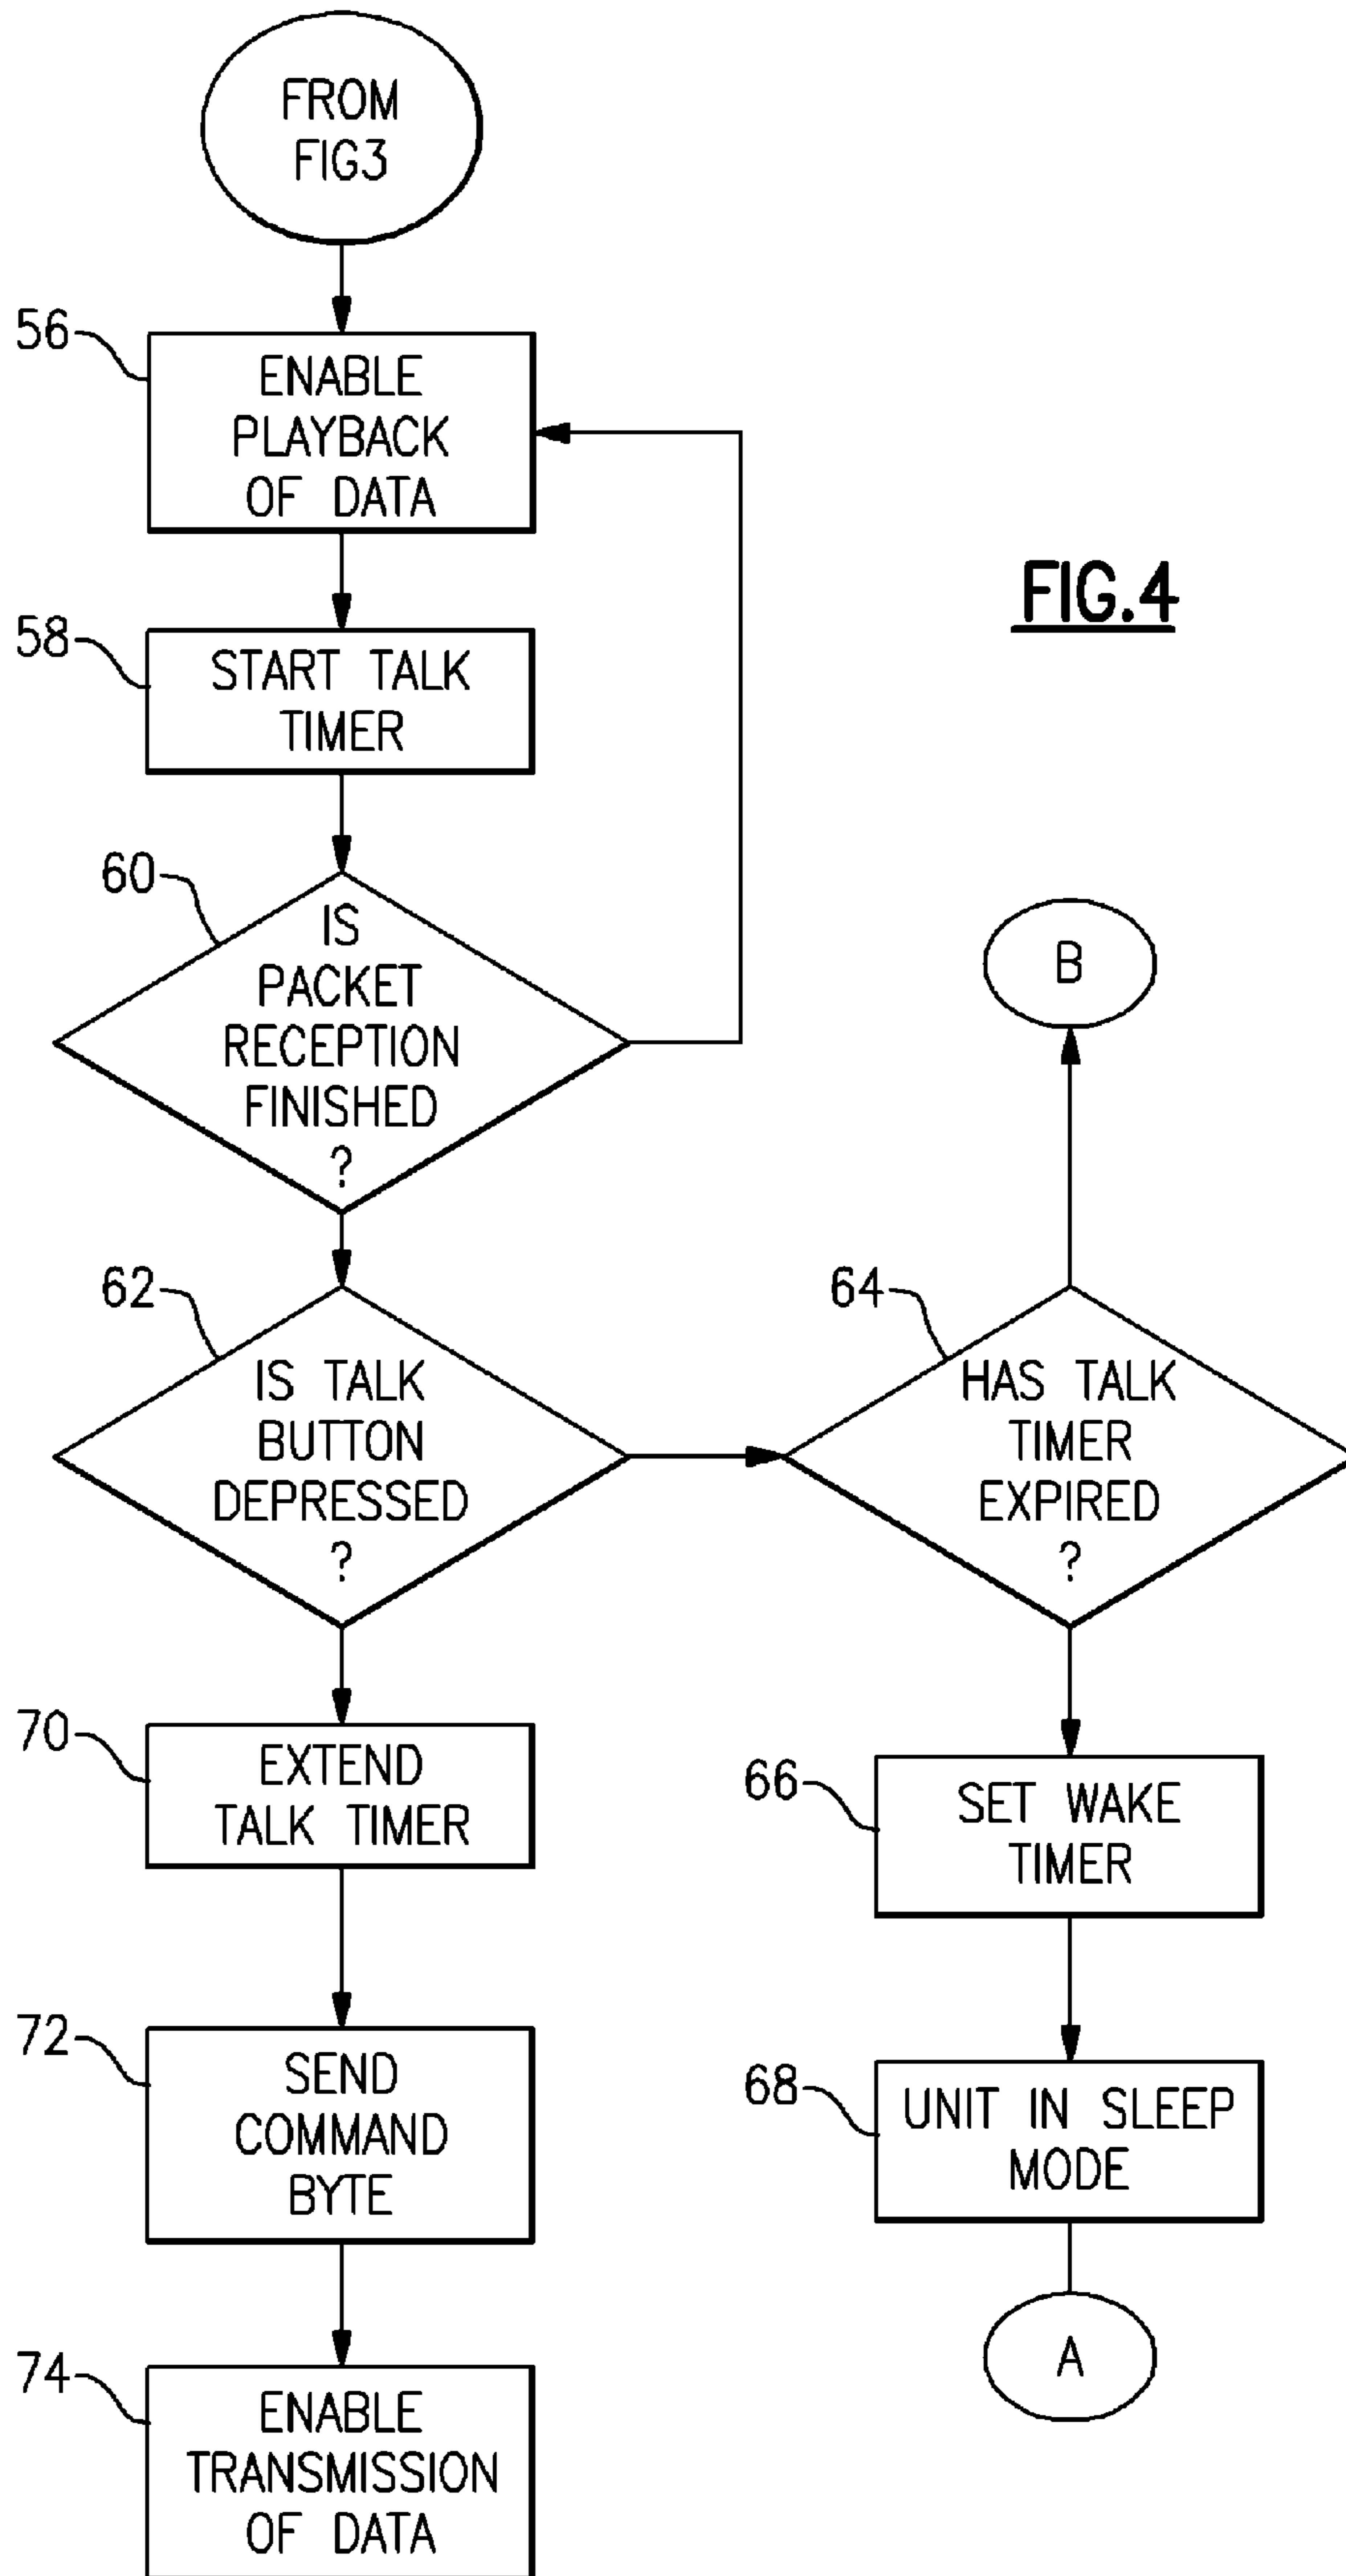 FROM
FIG3
56
ENABLE
PLAYBACK
OF DATA
FIG.4
58
START TALK
TIMER
60
IS
PACKET
RECEPTION
FINISHED
?
B
62
IS TALK
BUTTON
DEPRESSED
?
64
HAS TALK
TIMER
EXPIRED
?
70
EXTEND
TALK TIMER
66
SET WAKE
TIMER
72
SEND
COMMAND
BYTE
68
UNIT IN SLEEP
MODE
74
ENABLE
TRANSMISSION
OF DATA
A